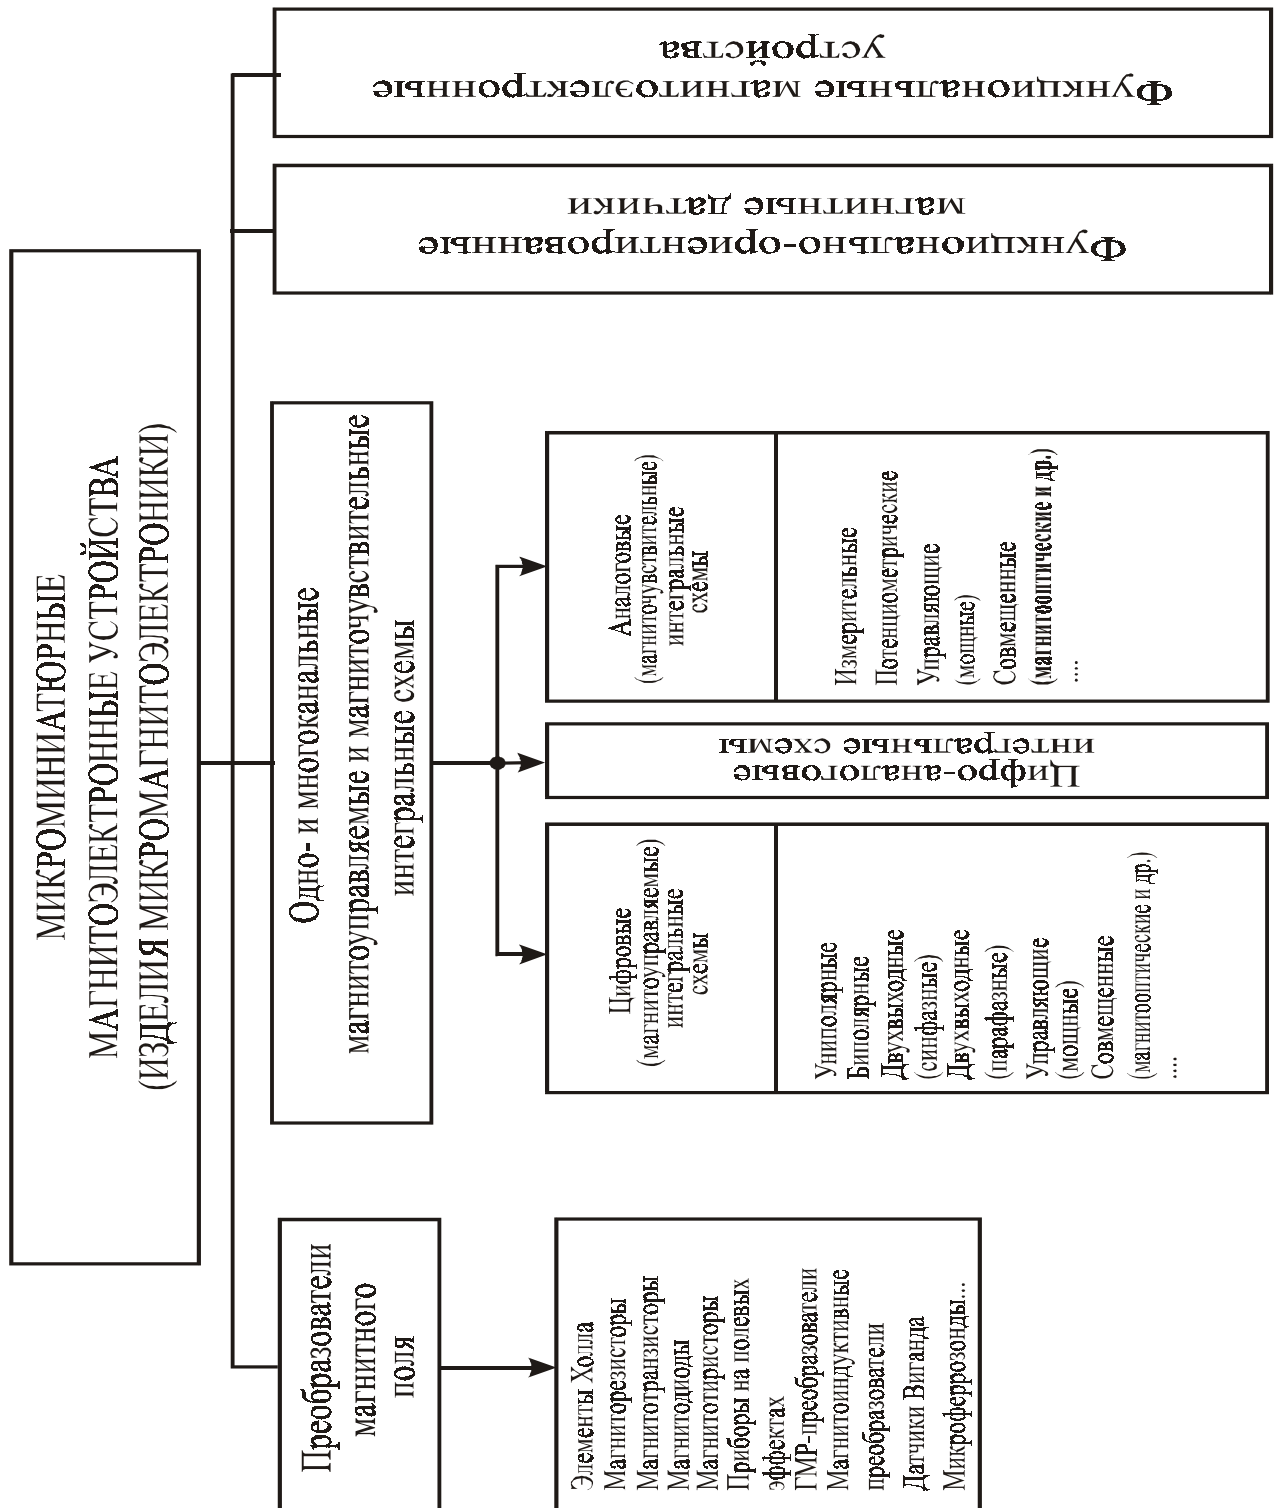 МИКРОМИНИАТЮРНЫЕ
МАГНИТОЭЛЕКТРОННЫЕ УСТРОЙСТВА
(ИЗДЕЛИЯ МИКРОМАГНИТОЭЛЕКТРОНИКИ)
Преобразователи
магнитного
поля
Элементы Холла
Магниторезисторы
Магнитотранзисторы
Магнитодиоды
Магнитотиристоры
Приборы на полевых
эффектах
ГМР-преобразователи
Магнитоиндуктивные
преобразователи
Датчики Виганда
Микроферрозонды...
Одно- и многоканальные
магнитоуправляемые и магниточувствительные
интегральные схемы
Цифровые
(магнитоуправляемые)
интегральные
схемы
Униполярные
Биполярные
Двухвыходные
(синфазные)
Двухвыходные
(парафазные)
Управляющие
(мощные)
Совмещенные
(магнитооптические и др.)
....
Цифро-аналоговые
интегральные схемы
Аналоговые
(магниточувствительные)
интегральные
схемы
Измерительные
Потенциометрические
Управляющие
(мощные)
Совмещенные
(магнитооптические и др.)
....
Функционально-ориентированные
магнитные датчики
Функциональные магнитоэлектронные
устройства